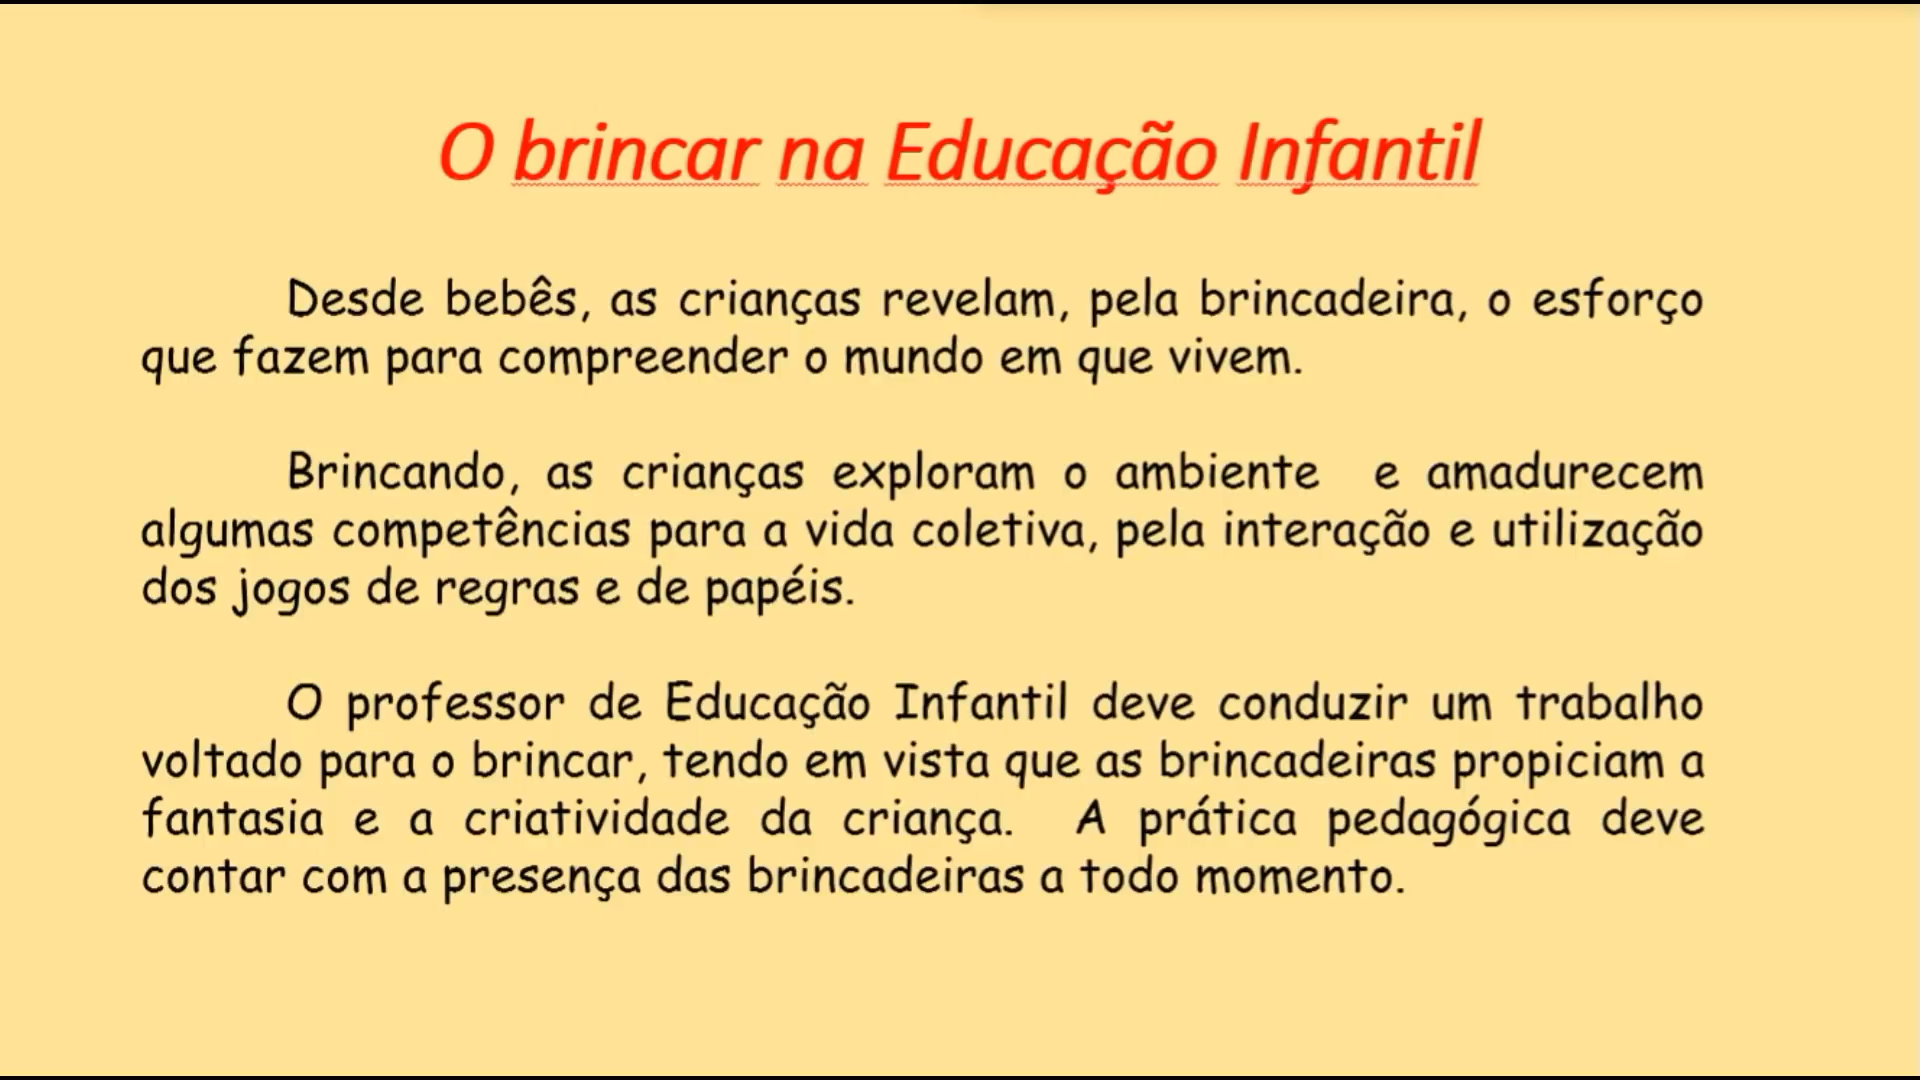 O brincar na Educação Infantil
Desde bebês, as crianças revelam, pela brincadeira, o esforço
que fazem para compreender o mundo em que vivem.
Brincando, as crianças exploram o ambiente e amadurecem
algumas competências para a vida coletiva, pela interação e utilização
dos jogos de regras e de papéis.
O professor de Educação Infantil deve conduzir um trabalho
voltado para o brincar, tendo em vista que as brincadeiras propiciam a
fantasia e a criatividade da criança. A prática pedagógica deve
contar com a presença das brincadeiras a todo momento.